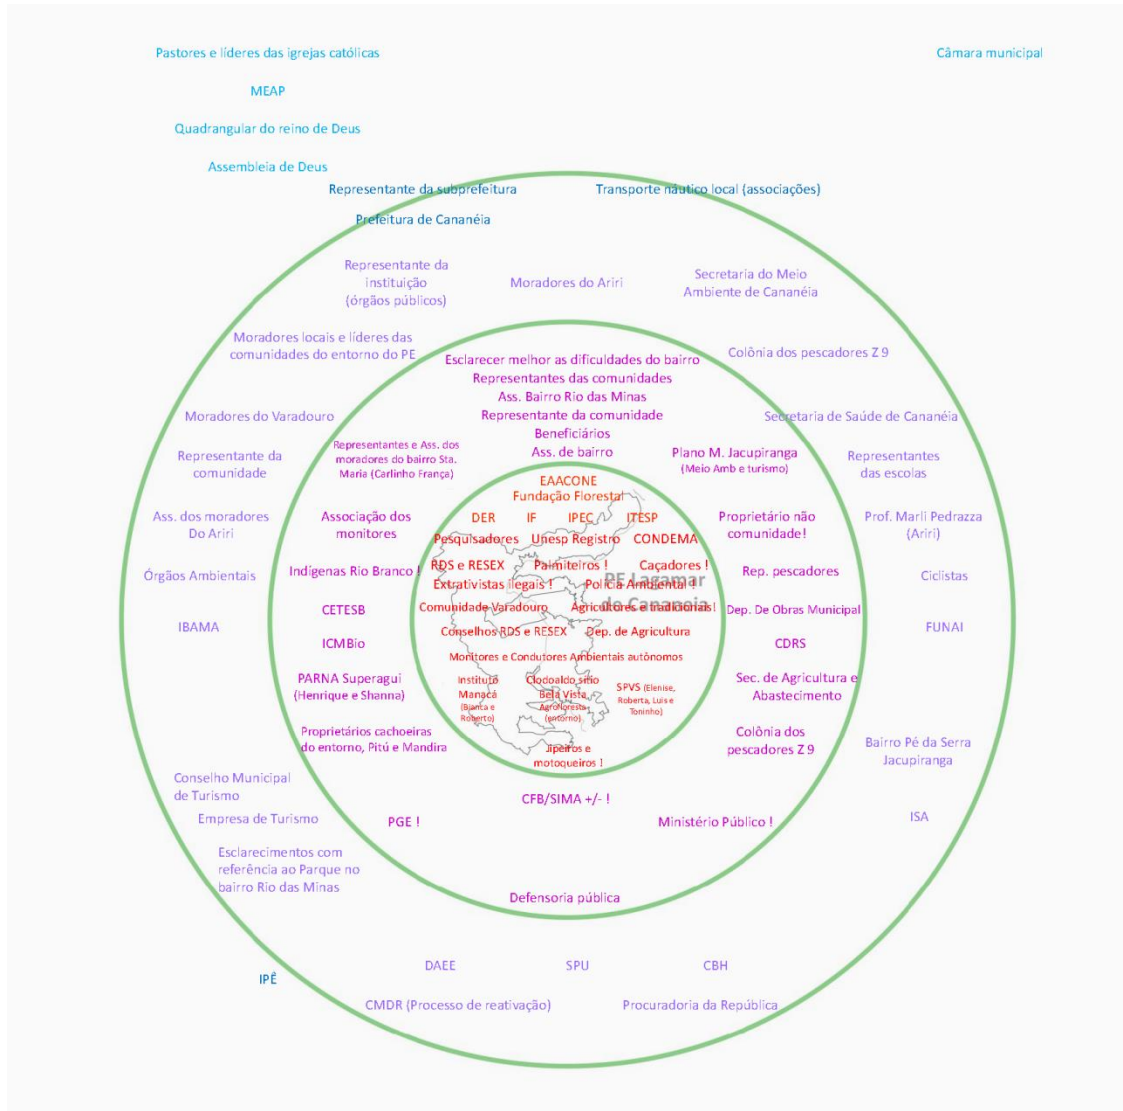 Pastores e líderes das igrejas católicas
Câmara municipal
MEAP
Quadrangular do reino de Deus
Assembleia de Deus
Representante da subprefeitura
Transporte náutico local (associações)
Prefeitura de Cananéia
Representante da
instituição
(órgãos públicos)
Moradores do Ariri
Secretaria do Meio
Ambiente de Cananéia
Moradores locais e líderes das
comunidades do entorno do PE
Colônia dos pescadores Z 9
Esclarecer melhor as dificuldades do bairro
Representantes das comunidades
Ass. Bairro Rio das Minas
Representante da comunidade
Beneficiários
Ass. de bairro
Moradores do Varadouro
Secretaria de Saúde de Cananéia
Representante da
comunidade
Representantes e Ass. dos
moradores do bairro Sta.
Maria (Carlinho França)
Plano M. Jacupiranga
(Meio Amb e turismo)
Representantes
das escolas
EAACONE
Fundação Florestal
DER IF IPEC ITESP
Pesquisadores Unesp Registro CONDEMA
RDS e RESEX Palmiteiros ! Caçadores !
Extrativistas ilegais ! Polícia Ambiental !
PE Lagamar
de Cananeia
Comunidade Varadouro Agricultores e tradicionais!
Conselhos RDS e RESEX Dep. de Agricultura
Monitores e Condutores Ambientais autônomos
Instituto
Manacá
(Bianca e
Roberto)
Clodoaldo sítio
Bela Vista
Agrofloresta
(entorno)
SPVS (Elenise,
Roberta, Luis e
Toninho)
Jipeiros e
motoqueiros !
Ass. dos moradores
Do Ariri
Associação dos
monitores
Proprietário não
comunidade!
Prof. Marli Pedrazza
(Ariri)
Órgãos Ambientais
Indígenas Rio Branco !
Rep. pescadores
Ciclistas
CETESB
Dep. De Obras Municipal
IBAMA
FUNAI
ICMBio
CDRS
PARNA Superagui
(Henrique e Shanna)
Sec. de Agricultura e
Abastecimento
Proprietários cachoeiras
do entorno, Pitú e Mandira
Colônia dos
pescadores Z 9
Bairro Pé da Serra
Jacupiranga
Conselho Municipal
de Turismo
CFB/SIMA +/- !
Empresa de Turismo
PGE !
Ministério Público !
ISA
Esclarecimentos com
referência ao Parque no
bairro Rio das Minas
Defensoria pública
IPÊ
DAEE
SPU
CBH
CMDR (Processo de reativação)
Procuradoria da República